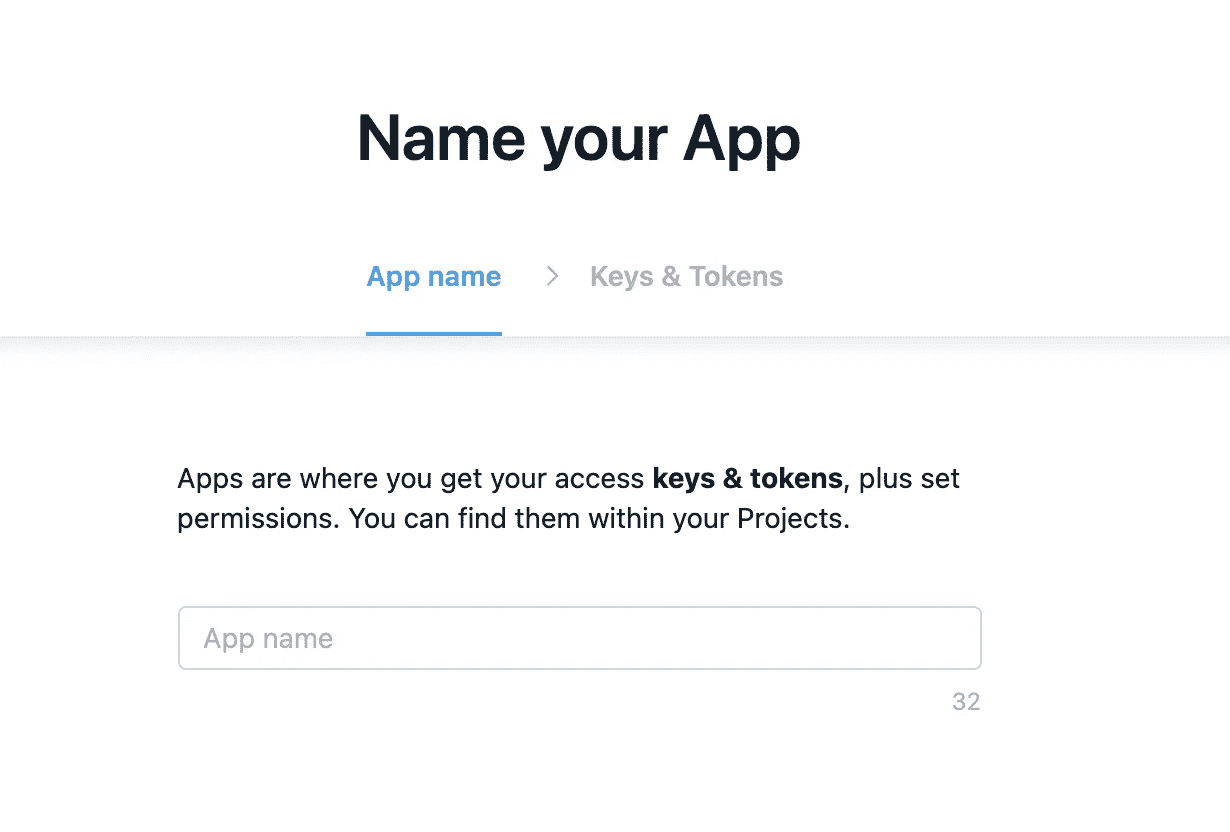 Name your App
App name > Keys & Tokens
Apps are where you get your access keys & tokens, plus set
permissions. You can find them within your Projects.
App name
32